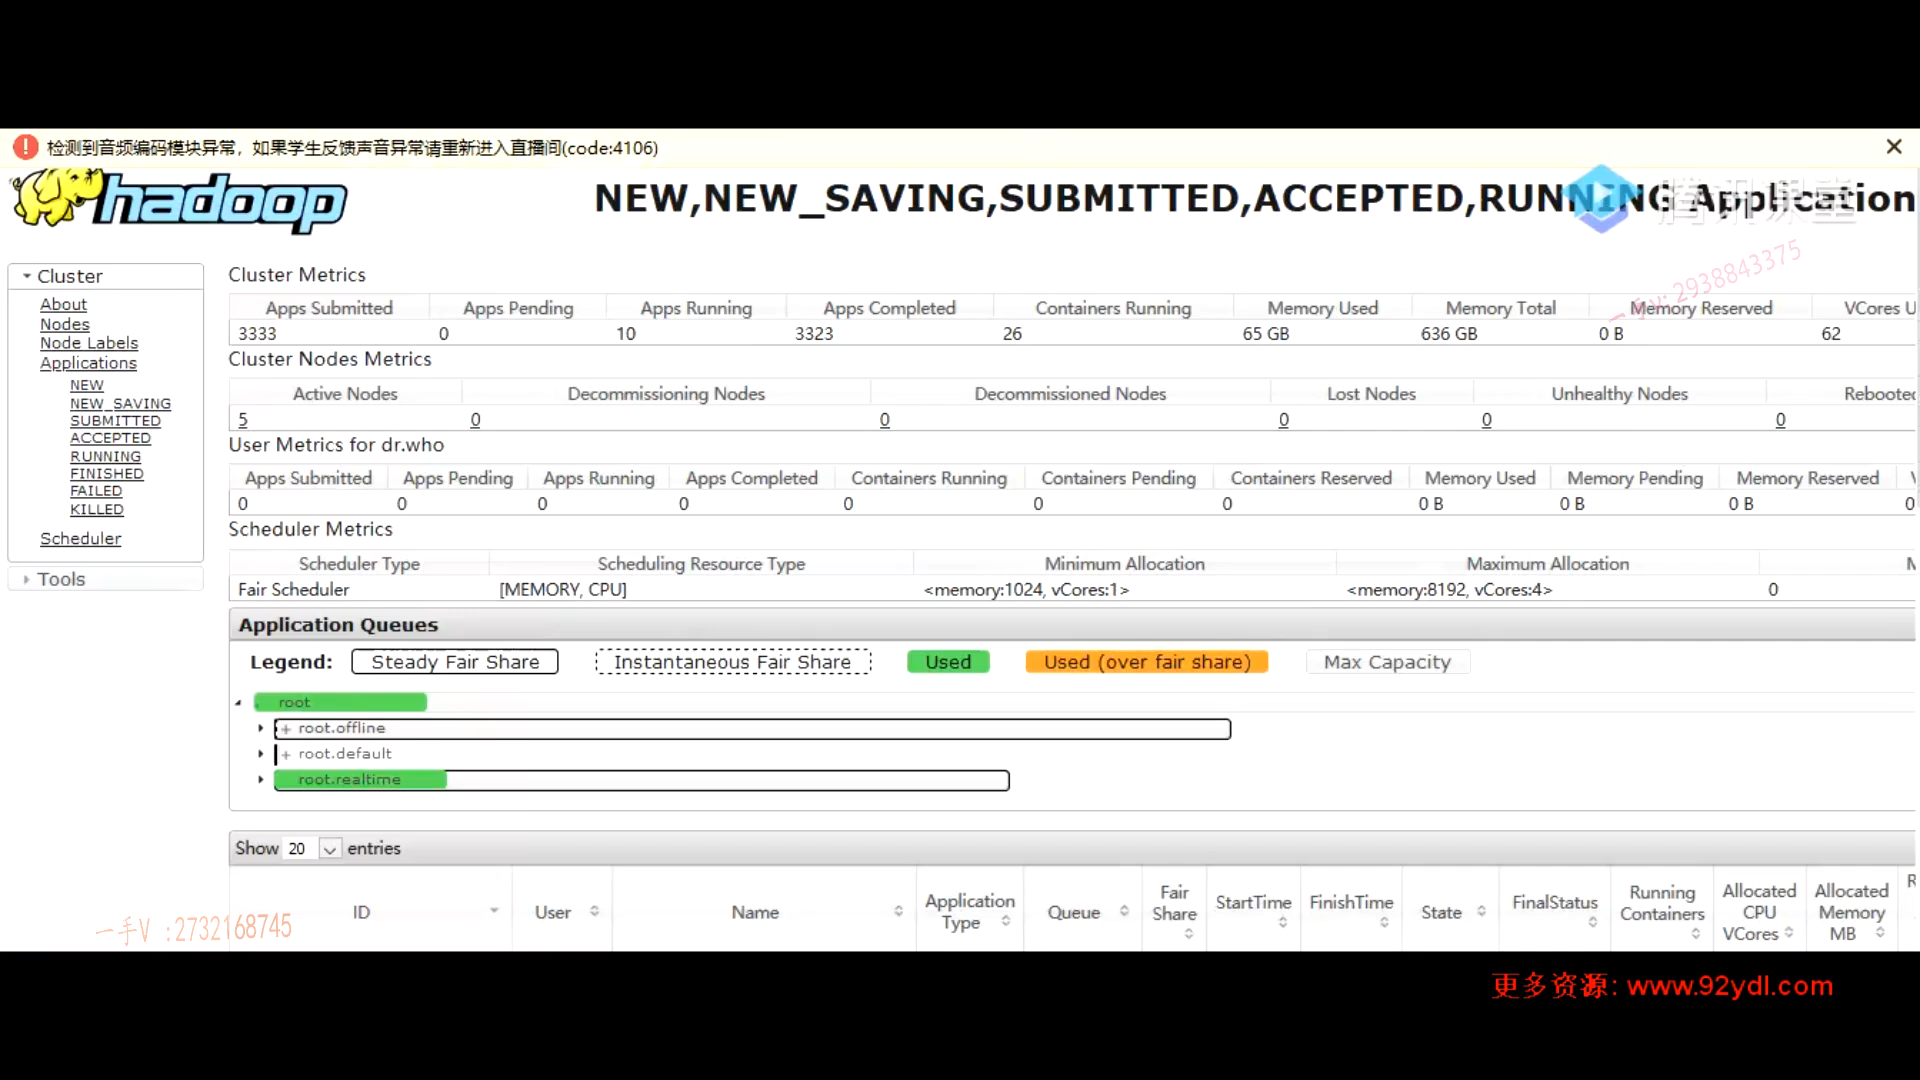 检测到音频编码模块异常，如果学生反馈声音异常请重新进入直播间(code:4106)
hadoop
NEW,NEW_SAVING,SUBMITTED,ACCEPTED,RUNNING Application
腾讯课堂
一手v: 2938843375
Cluster
About
Nodes
Node Labels
Applications
NEW
NEW_SAVING
SUBMITTED
ACCEPTED
RUNNING
FINISHED
FAILED
KILLED
Scheduler
Tools
Cluster Metrics
Apps Submitted Apps Pending Apps Running Apps Completed Containers Running Memory Used Memory Total Memory Reserved VCores U
3333 0 10 3323 26 65 GB 636 GB 0 B 62
Cluster Nodes Metrics
Active Nodes Decommissioning Nodes Decommissioned Nodes Lost Nodes Unhealthy Nodes Rebooted
5 0 0 0 0 0
User Metrics for dr.who
Apps Submitted Apps Pending Apps Running Apps Completed Containers Running Containers Pending Containers Reserved Memory Used Memory Pending Memory Reserved
0 0 0 0 0 0 0 0 B 0 B 0 B 0
Scheduler Metrics
Scheduler Type Scheduling Resource Type Minimum Allocation Maximum Allocation M
Fair Scheduler [MEMORY, CPU] <memory:1024, vCores:1> <memory:8192, vCores:4> 0
Application Queues
Legend: Steady Fair Share Instantaneous Fair Share Used Used (over fair share) Max Capacity
root
+ root.offline
+ root.default
root.realtime
Show 20 entries
ID User Name Application Type Queue Fair Share StartTime FinishTime State FinalStatus Running Containers Allocated CPU VCores Allocated Memory MB R
一手V :2732168745
更多资源: www.92ydl.com